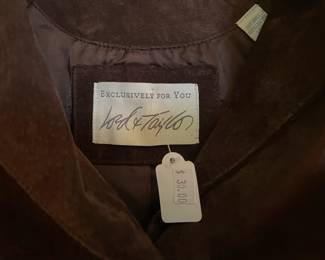 EXCLUSIVELY FOR YOU
Lord & Taylor
$ 30.00